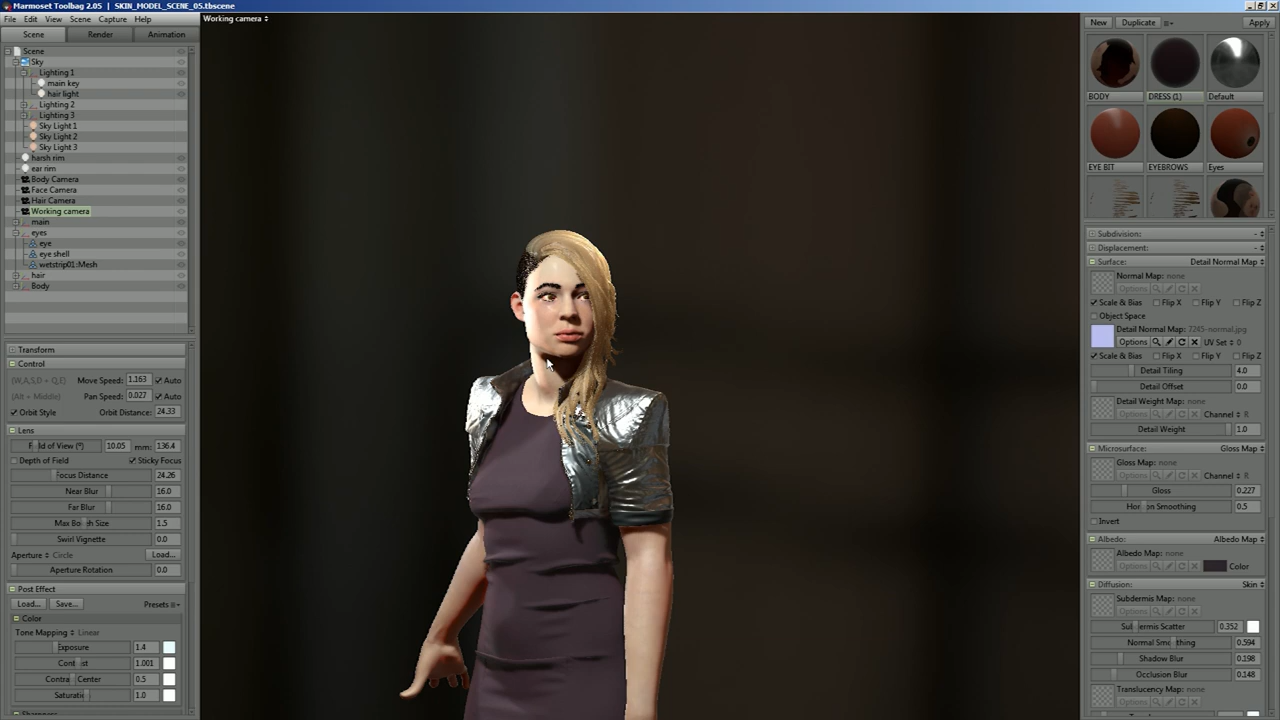 Marmoset Toolbag 2.05 | SKIN_MODEL_SCENE_05.tbscene
File Edit View Scene Capture Help
Scene Render Animation
Working camera
Scene
Sky
Lighting 1
main key
hair light
Lighting 2
Lighting 3
Sky Light 1
Sky Light 2
Sky Light 3
harsh rim
ear rim
Body Camera
Face Camera
Hair Camera
Working camera
main
eyes
eye
eye shell
wetstrip01:Mesh
hair
Body
Transform
Control
(W,A,S,D + Q,E) Move Speed: 1.163 Auto
(Alt + Middle) Pan Speed: 0.027 Auto
Orbit Style Orbit Distance: 24.33
Lens
10.05 mm: 136.4
Depth of Field Sticky Focus
Focus Distance 24.26
Near Blur 16.0
Far Blur 16.0
Size 1.5
Swirl Vignette 0.0
Aperture Circle Load...
Aperture Rotation 0.0
Post Effect
Load... Save... Presets
Color
Tone Mapping Linear
Exposure 1.4
1.001
Center 0.5
1.0
New Duplicate Apply
BODY DRESS (1) Default
EYE BIT EYEBROWS Eyes
Subdivision: -
Displacement: -
Surface: Detail Normal Map
Normal Map: none
Options
Scale & Bias Flip X Flip Y Flip Z
Object Space
Detail Normal Map: 7245-normal.jpg
Options UV Set 0
Scale & Bias Flip X Flip Y Flip Z
Detail Tiling 4.0
Detail Offset 0.0
Detail Weight Map: none
Options Channel R
Detail Weight 1.0
Microsurface: Gloss Map
Gloss Map: none
Options Channel R
Gloss 0.227
Smoothing 0.5
Invert
Albedo: Albedo Map
Albedo Map: none
Options Color
Diffusion: Skin
Subdermis Map: none
Options
Scatter 0.352
Normal 0.594
Shadow Blur 0.198
Occlusion Blur 0.148
Translucency Map: none